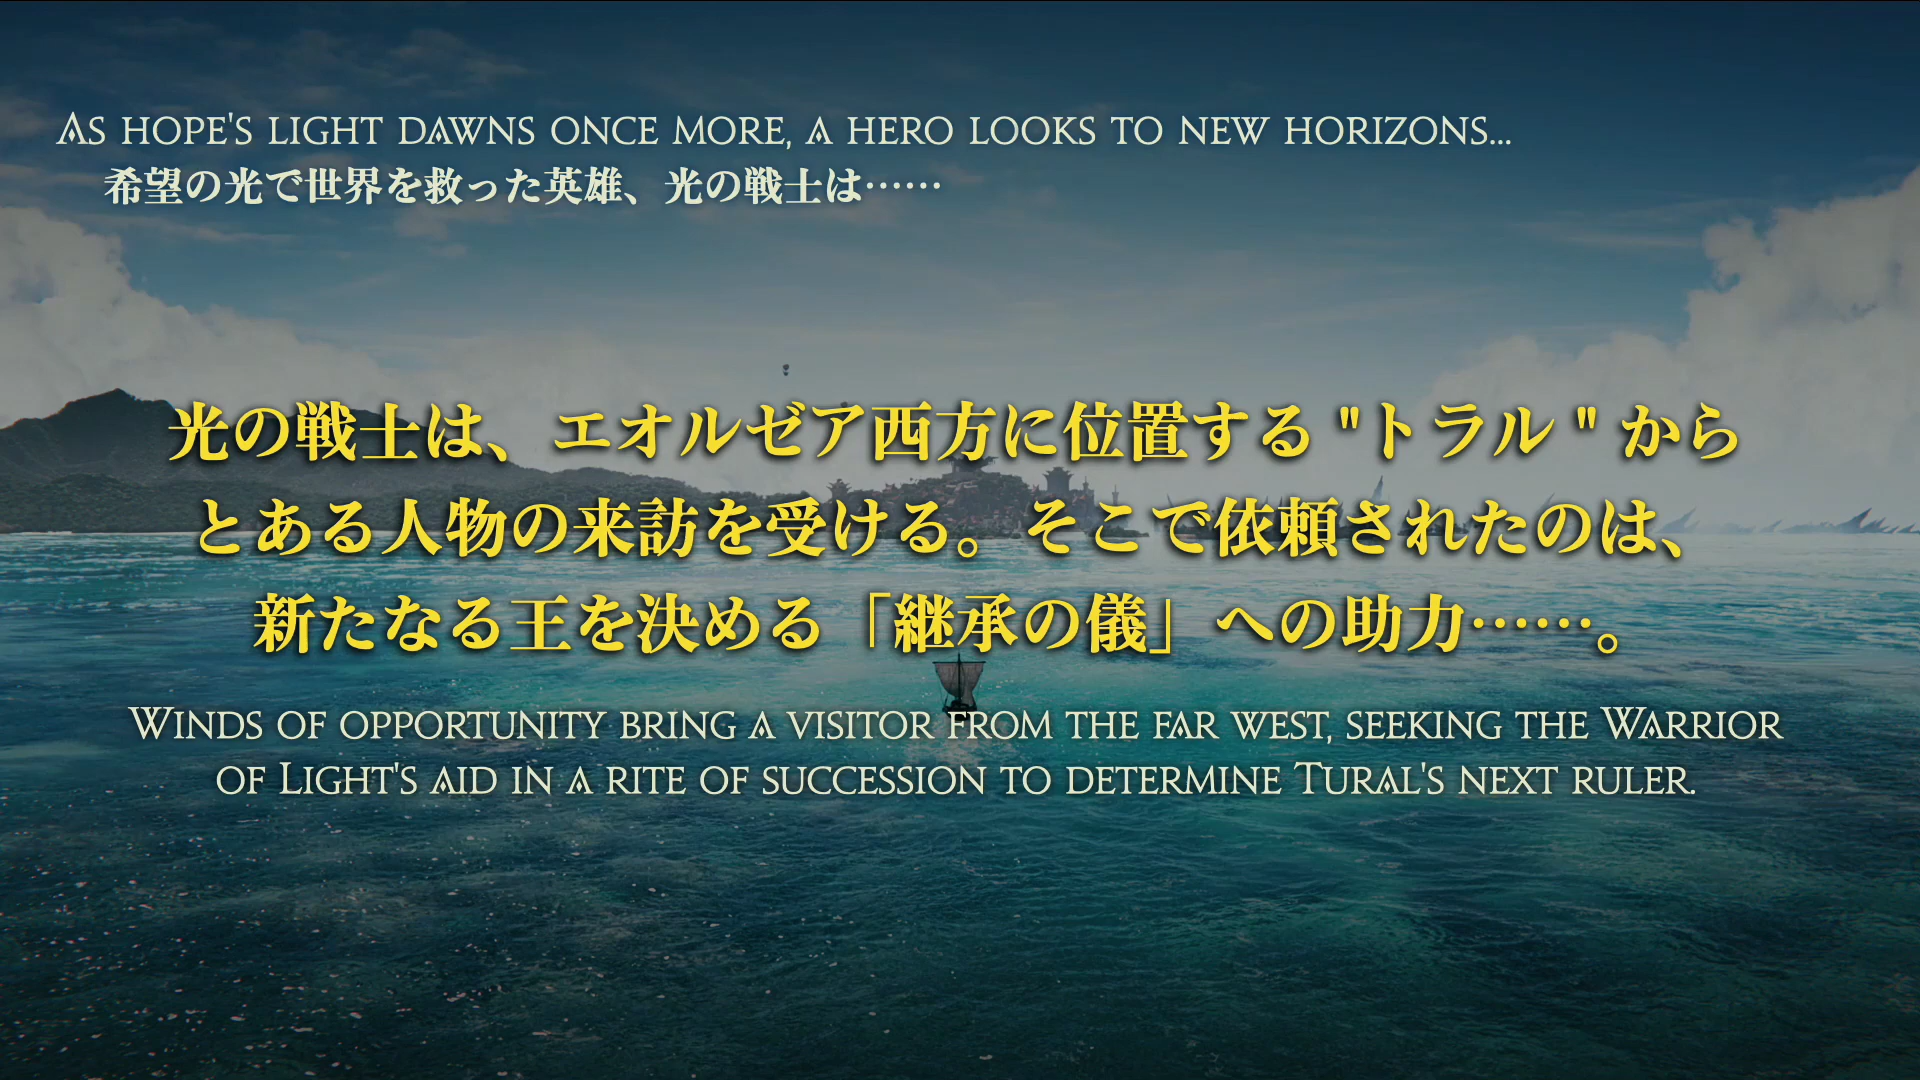 As hope's light dawns once more, a hero looks to new horizons...
希望の光で世界を救った英雄、光の戦士は……
光の戦士は、エオルゼア西方に位置する"トラル"から
とある人物の来訪を受ける。そこで依頼されたのは、
新たなる王を決める「継承の儀」への助力……。
Winds of opportunity bring a visitor from the far west, seeking the Warrior
of Light's aid in a rite of succession to determine Tural's next ruler.